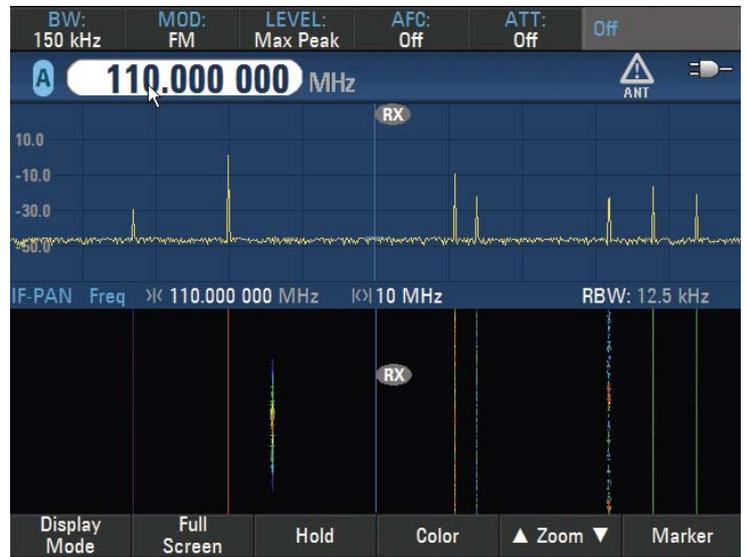 BW: MOD: LEVEL: AFC: ATT: Off
150 kHz FM Max Peak Off Off
A 110.000 000 MHz
ANT
RX
10.0
-10.0
-30.0
-50.0
IF-PAN Freq 110.000 000 MHz 10 MHz RBW: 12.5 kHz
RX
Display Mode Full Screen Hold Color ▲ Zoom ▼ Marker